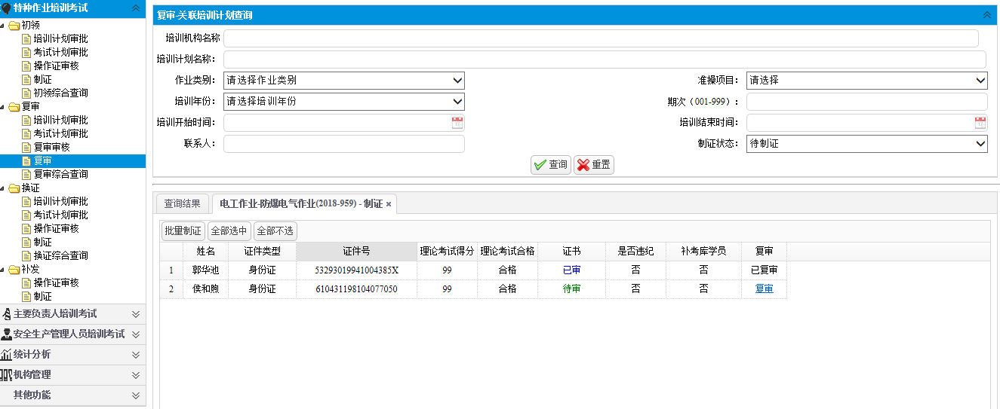 特种作业培训考试
初领
培训计划审批
考试计划审批
操作证审核
制证
初领综合查询
复审
培训计划审批
考试计划审批
复审审核
复审
复审综合查询
换证
培训计划审批
考试计划审批
操作证审核
制证
换证综合查询
补发
操作证审核
制证
主要负责人培训考试
安全生产管理人员培训考试
统计分析
机构管理
其他功能
复审-关联培训计划查询
培训机构名称
培训计划名称：
作业类别： 请选择作业类别 准操项目： 请选择
培训年份： 请选择培训年份 期次（001-999）：
培训开始时间： 培训结束时间：
联系人： 制证状态： 待制证
查询 重置
查询结果 电工作业-防爆电气作业(2018-959) - 制证
批量制证 全部选中 全部不选
姓名 证件类型 证件号 理论考试得分 理论考试合格 证书 是否违纪 补考库学员 复审
1 郭华池 身份证 53293019941004385X 99 合格 已审 否 否 已复审
2 侯和煦 身份证 610431198104077050 99 合格 待审 否 否 复审